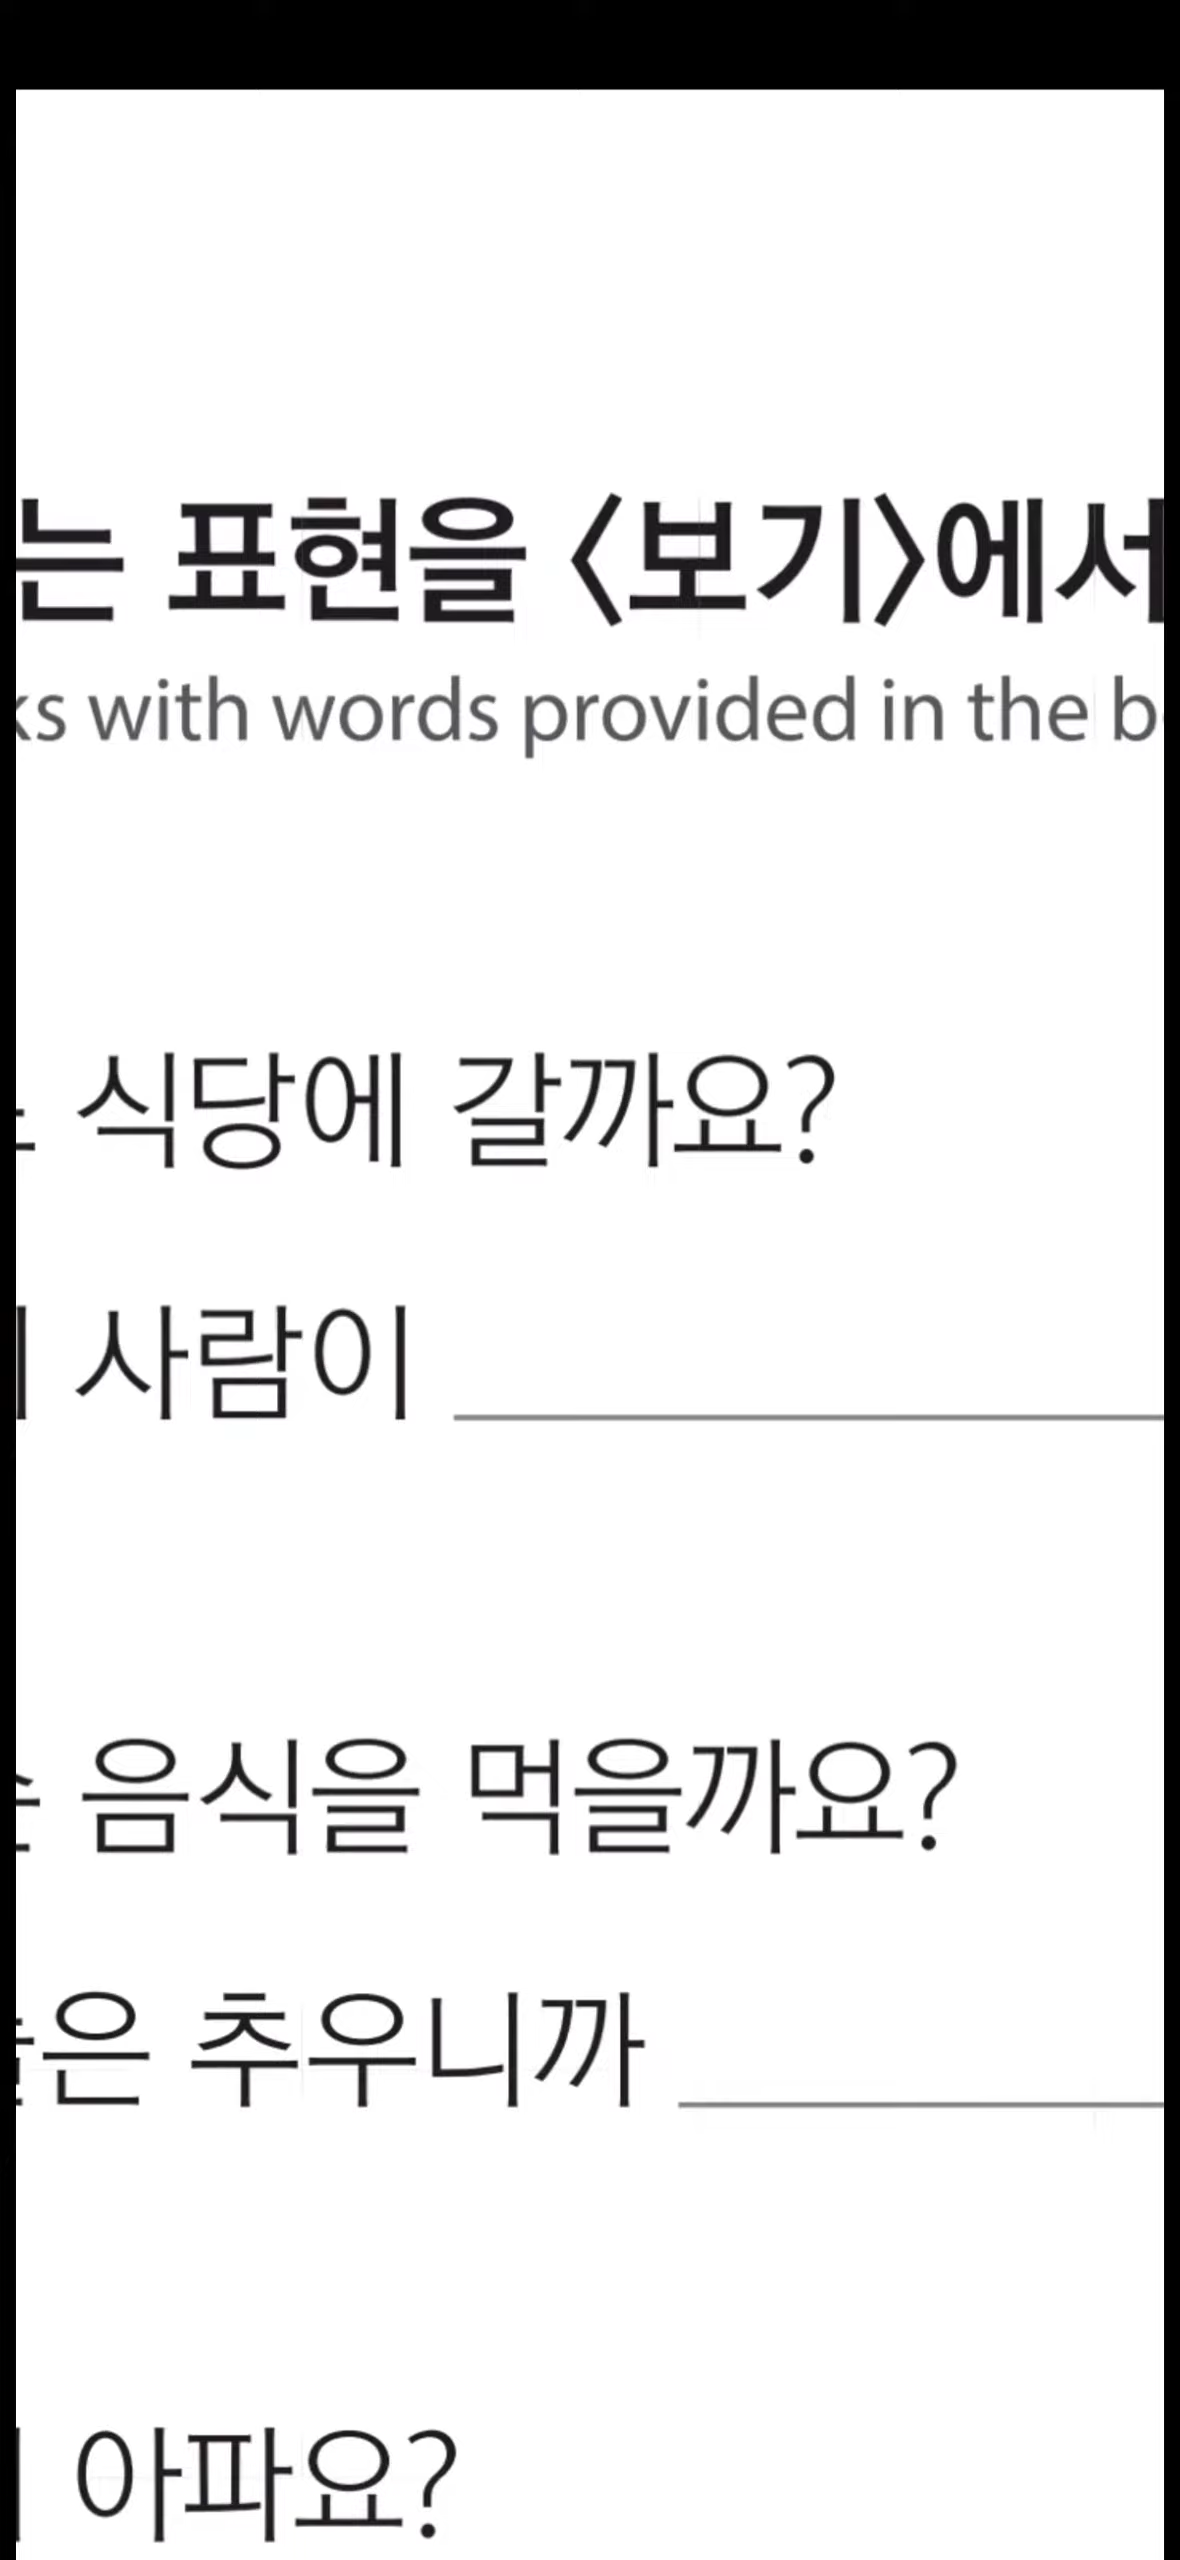 는 표현을 〈보기〉에서
with words provided in the
식당에 갈까요?
사람이
음식을 먹을까요?
은 추우니까
아파요?